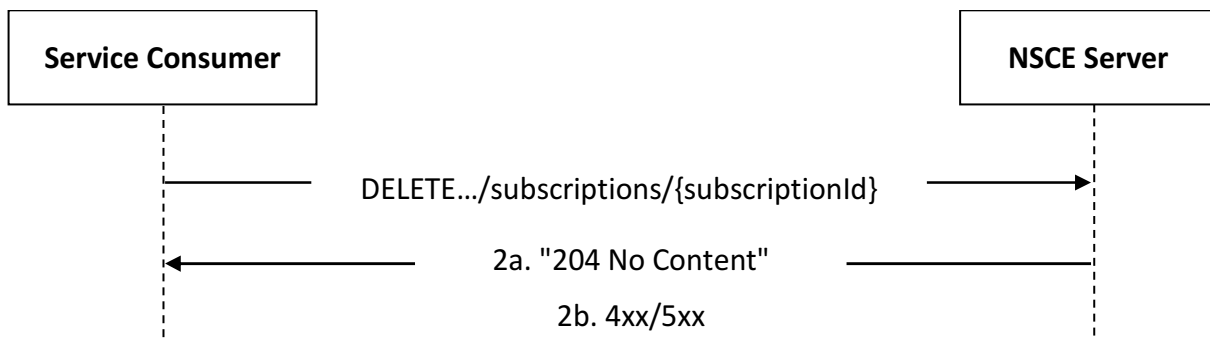 Service Consumer
NSCE Server
DELETE.../subscriptions/{subscriptionId}
2a. "204 No Content"
2b. 4xx/5xx